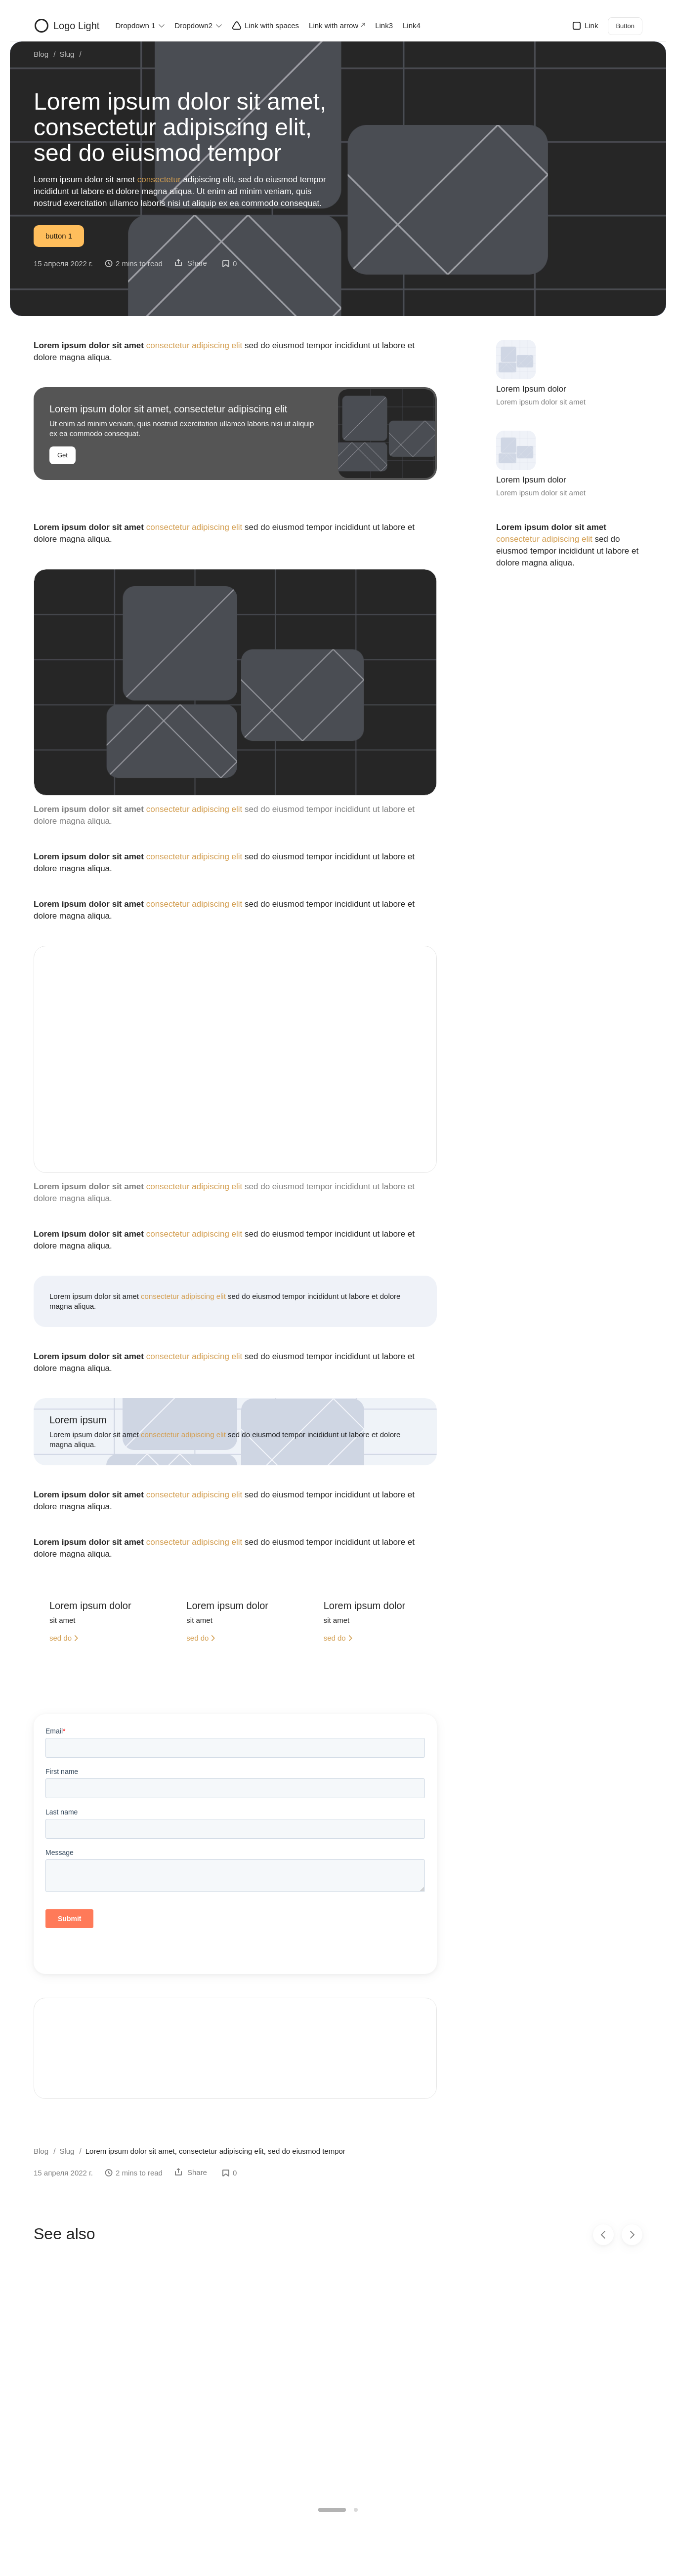 Logo Light Dropdown 1 Dropdown2 Link with spaces Link with arrow Link3 Link4 Link Button
Blog / Slug /
Lorem ipsum dolor sit amet,
consectetur adipiscing elit,
sed do eiusmod tempor
Lorem ipsum dolor sit amet consectetur adipiscing elit, sed do eiusmod tempor
incididunt ut labore et dolore magna aliqua. Ut enim ad minim veniam, quis
nostrud exercitation ullamco laboris nisi ut aliquip ex ea commodo consequat.
button 1
15 апреля 2022 г. 2 mins to read Share 0
Lorem ipsum dolor sit amet consectetur adipiscing elit sed do eiusmod tempor incididunt ut labore et
dolore magna aliqua.
Lorem ipsum dolor sit amet, consectetur adipiscing elit
Ut enim ad minim veniam, quis nostrud exercitation ullamco laboris nisi ut aliquip
ex ea commodo consequat.
Get
Lorem ipsum dolor sit amet consectetur adipiscing elit sed do eiusmod tempor incididunt ut labore et
dolore magna aliqua.
Lorem ipsum dolor sit amet consectetur adipiscing elit sed do eiusmod tempor incididunt ut labore et
dolore magna aliqua.
Lorem ipsum dolor sit amet consectetur adipiscing elit sed do eiusmod tempor incididunt ut labore et
dolore magna aliqua.
Lorem ipsum dolor sit amet consectetur adipiscing elit sed do eiusmod tempor incididunt ut labore et
dolore magna aliqua.
Lorem ipsum dolor sit amet consectetur adipiscing elit sed do eiusmod tempor incididunt ut labore et
dolore magna aliqua.
Lorem ipsum dolor sit amet consectetur adipiscing elit sed do eiusmod tempor incididunt ut labore et
dolore magna aliqua.
Lorem ipsum dolor sit amet consectetur adipiscing elit sed do eiusmod tempor incididunt ut labore et dolore
magna aliqua.
Lorem ipsum dolor sit amet consectetur adipiscing elit sed do eiusmod tempor incididunt ut labore et
dolore magna aliqua.
Lorem ipsum
Lorem ipsum dolor sit amet consectetur adipiscing elit sed do eiusmod tempor incididunt ut labore et dolore
magna aliqua.
Lorem ipsum dolor sit amet consectetur adipiscing elit sed do eiusmod tempor incididunt ut labore et
dolore magna aliqua.
Lorem ipsum dolor sit amet consectetur adipiscing elit sed do eiusmod tempor incididunt ut labore et
dolore magna aliqua.
Lorem ipsum dolor
sit amet
sed do
Lorem ipsum dolor
sit amet
sed do
Lorem ipsum dolor
sit amet
sed do
Email*
First name
Last name
Message
Submit
Lorem Ipsum dolor
Lorem ipsum dolor sit amet
Lorem Ipsum dolor
Lorem ipsum dolor sit amet
Lorem ipsum dolor sit amet
consectetur adipiscing elit sed do
eiusmod tempor incididunt ut labore et
dolore magna aliqua.
Blog / Slug / Lorem ipsum dolor sit amet, consectetur adipiscing elit, sed do eiusmod tempor
15 апреля 2022 г. 2 mins to read Share 0
See also